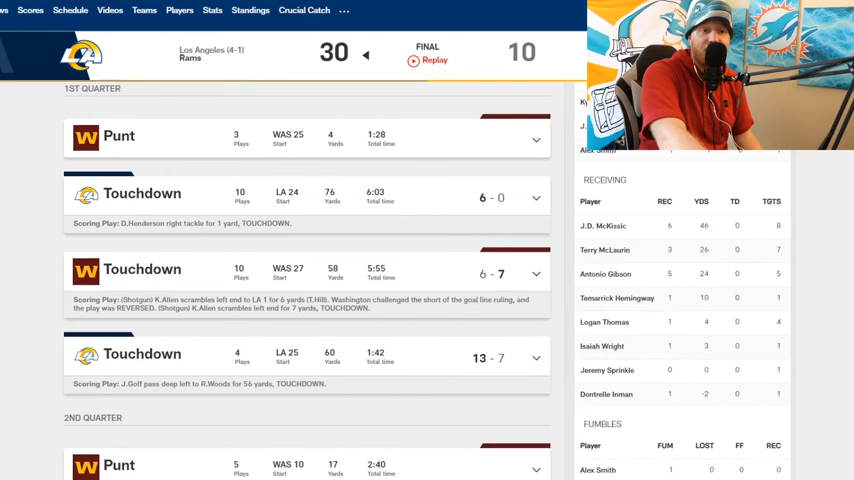 ws Scores Schedule Videos Teams Players Stats Standings Crucial Catch ...
Los Angeles (4-1)
Rams
30
FINAL
Replay
10
1ST QUARTER
W Punt
3 Plays WAS 25 Start 4 Yards 1:28 Total time
Touchdown
10 Plays LA 24 Start 76 Yards 6:03 Total time
6 - 0
Scoring Play: D.Henderson right tackle for 1 yard, TOUCHDOWN.
W Touchdown
10 Plays WAS 27 Start 58 Yards 5:55 Total time
6 - 7
Scoring Play: (Shotgun) K.Allen scrambles left end to LA 1 for 6 yards (T.Hill). Washington challenged the short of the goal line ruling, and
the play was REVERSED. (Shotgun) K.Allen scrambles left end for 7 yards, TOUCHDOWN.
Touchdown
4 Plays LA 25 Start 60 Yards 1:42 Total time
13 - 7
Scoring Play: J.Goff pass deep left to R.Woods for 56 yards, TOUCHDOWN.
2ND QUARTER
W Punt
5 Plays WAS 10 Start 17 Yards 2:40 Total time
Alex Smith
RECEIVING
Player REC YDS TD TGTS
J.D. McKissic 6 46 0 8
Terry McLaurin 3 26 0 7
Antonio Gibson 5 24 0 5
Temarrick Hemingway 1 10 0 1
Logan Thomas 1 4 0 4
Isaiah Wright 1 3 0 1
Jeremy Sprinkle 0 0 0 1
Dontrelle Inman 1 -2 0 1
FUMBLES
Player FUM LOST FF REC
Alex Smith 1 0 0 0